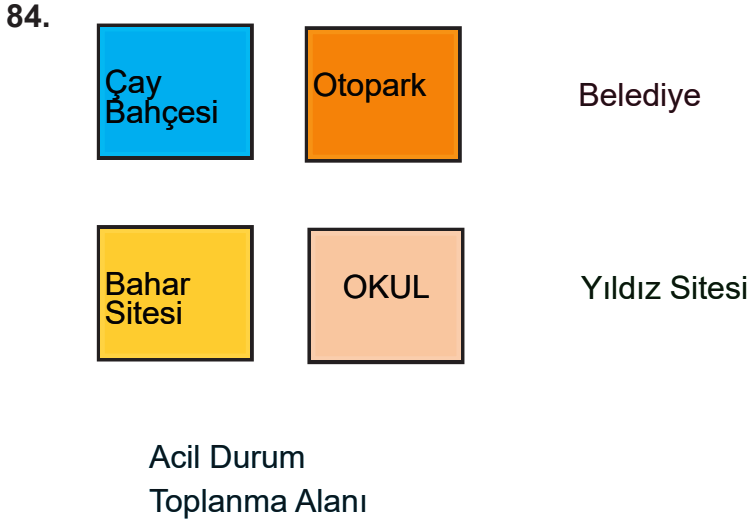 84.
Çay
Bahçesi
Otopark
Belediye
Bahar
Sitesi
OKUL
Yıldız Sitesi
Acil Durum
Toplanma Alanı